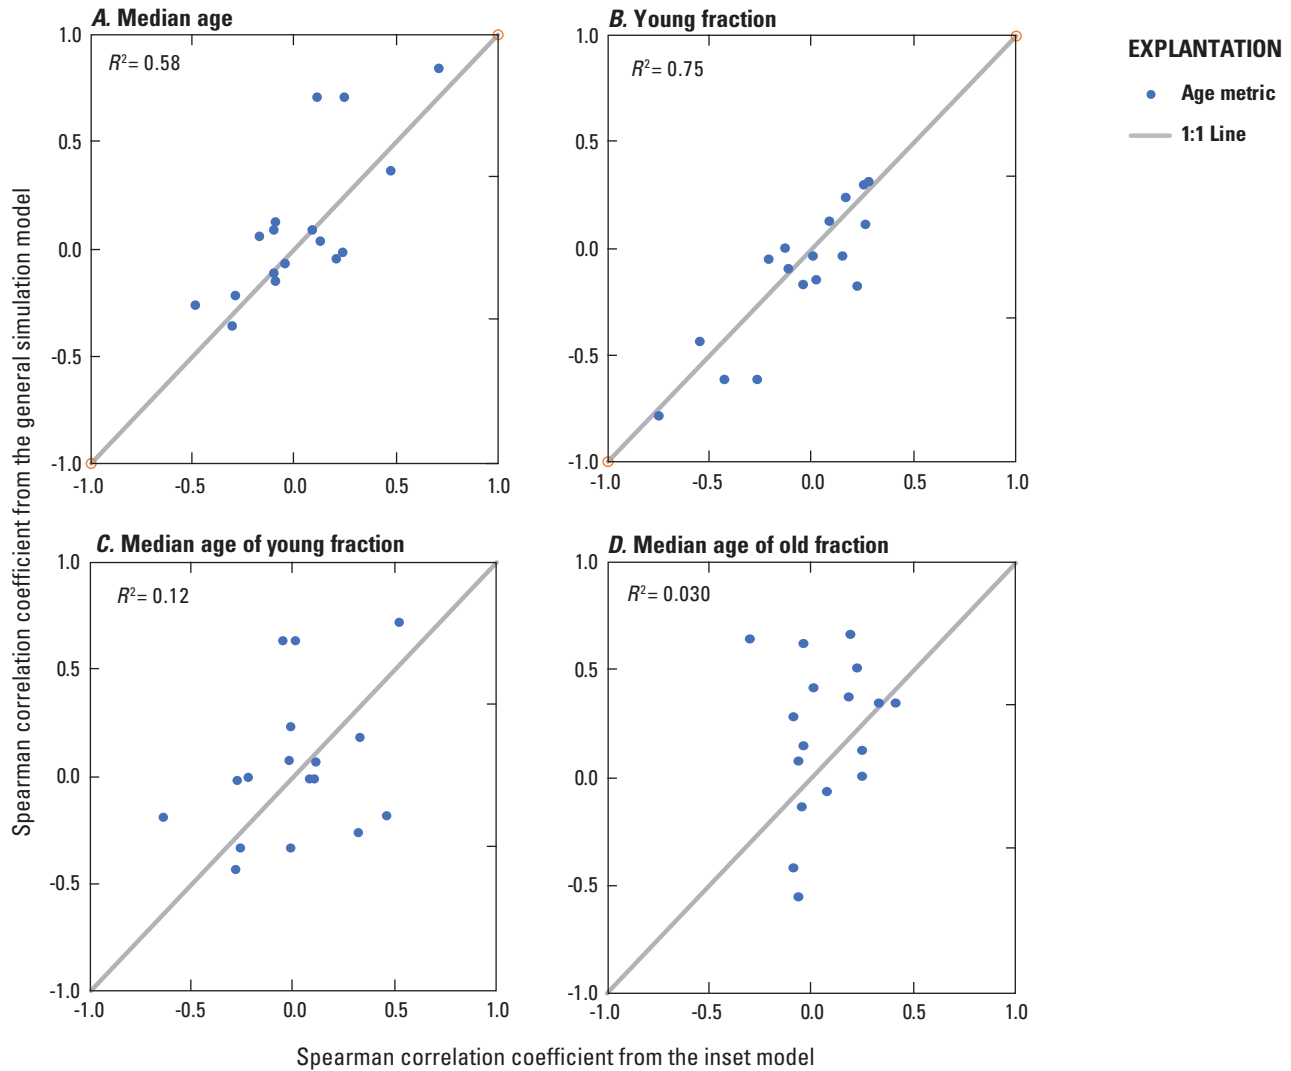 A. Median age
R²= 0.58
1.0
0.5
0.0
-0.5
-1.0
-1.0 -0.5 0.0 0.5 1.0
B. Young fraction
R²= 0.75
1.0
0.5
0.0
-0.5
-1.0
-1.0 -0.5 0.0 0.5 1.0
EXPLANTATION
Age metric
1:1 Line
Spearman correlation coefficient from the general simulation model
C. Median age of young fraction
R²= 0.12
1.0
0.5
0.0
-0.5
-1.0
-1.0 -0.5 0.0 0.5 1.0
D. Median age of old fraction
R²= 0.030
1.0
0.5
0.0
-0.5
-1.0
-1.0 -0.5 0.0 0.5 1.0
Spearman correlation coefficient from the inset model